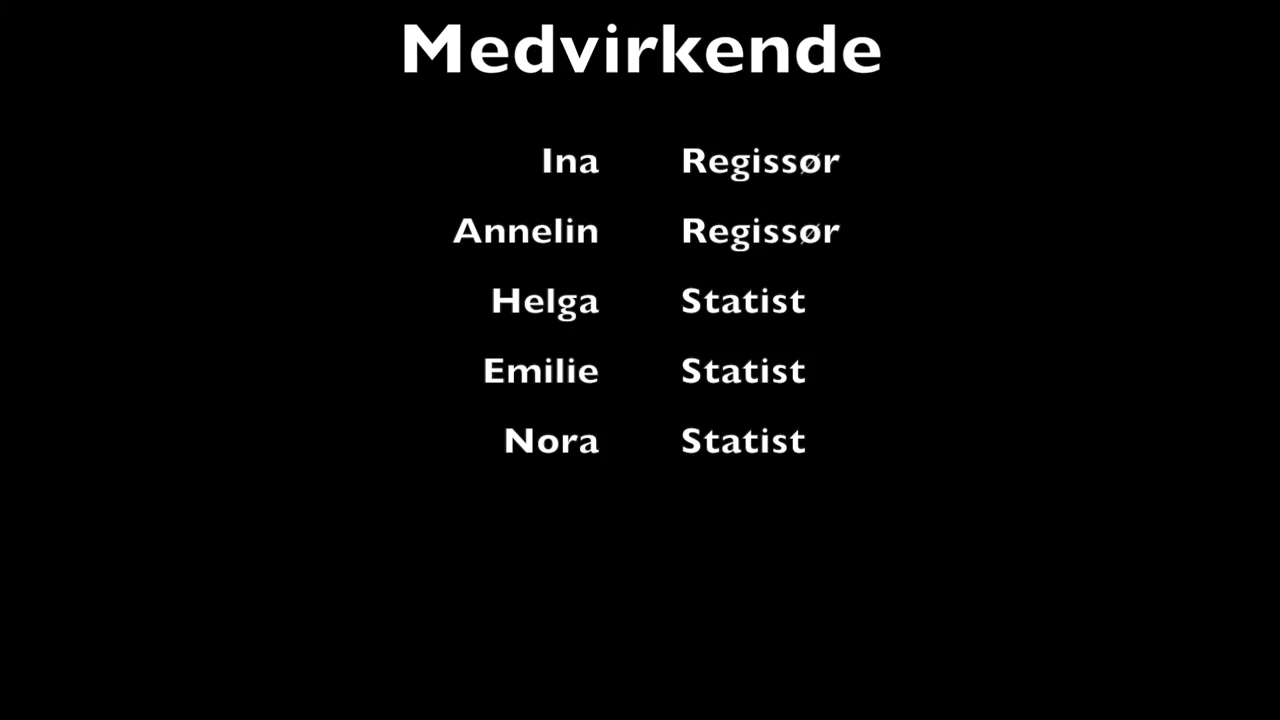 Medvirkende
Ina Regissør
Annelin Regissør
Helga Statist
Emilie Statist
Nora Statist